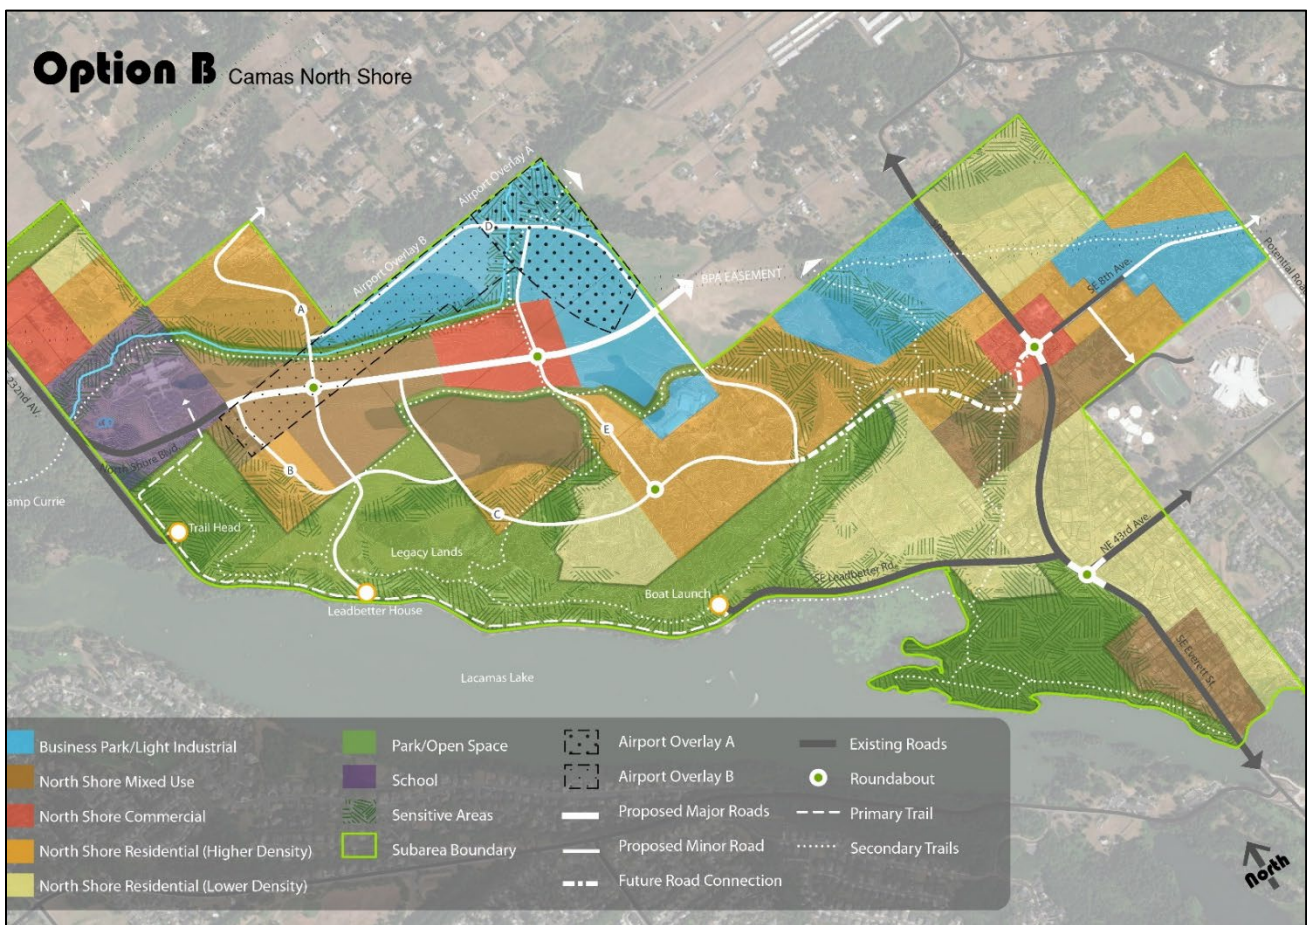 Option B Camas North Shore
Airport Overlay A
Airport Overlay B
D
BPA EASEMENT
A
SE 8th Ave.
Potential Roa
232nd AV.
North Shore Blvd.
B
E
C
amp Currie
Trail Head
Legacy Lands
Leadbetter House
Boat Launch
SE Leadbetter Rd.
NE 43rd Ave.
SE Everett St.
Lacamas Lake
Business Park/Light Industrial
North Shore Mixed Use
North Shore Commercial
North Shore Residential (Higher Density)
North Shore Residential (Lower Density)
Park/Open Space
School
Sensitive Areas
Subarea Boundary
Airport Overlay A
Airport Overlay B
Proposed Major Roads
Proposed Minor Road
Future Road Connection
Existing Roads
Roundabout
Primary Trail
Secondary Trails
North